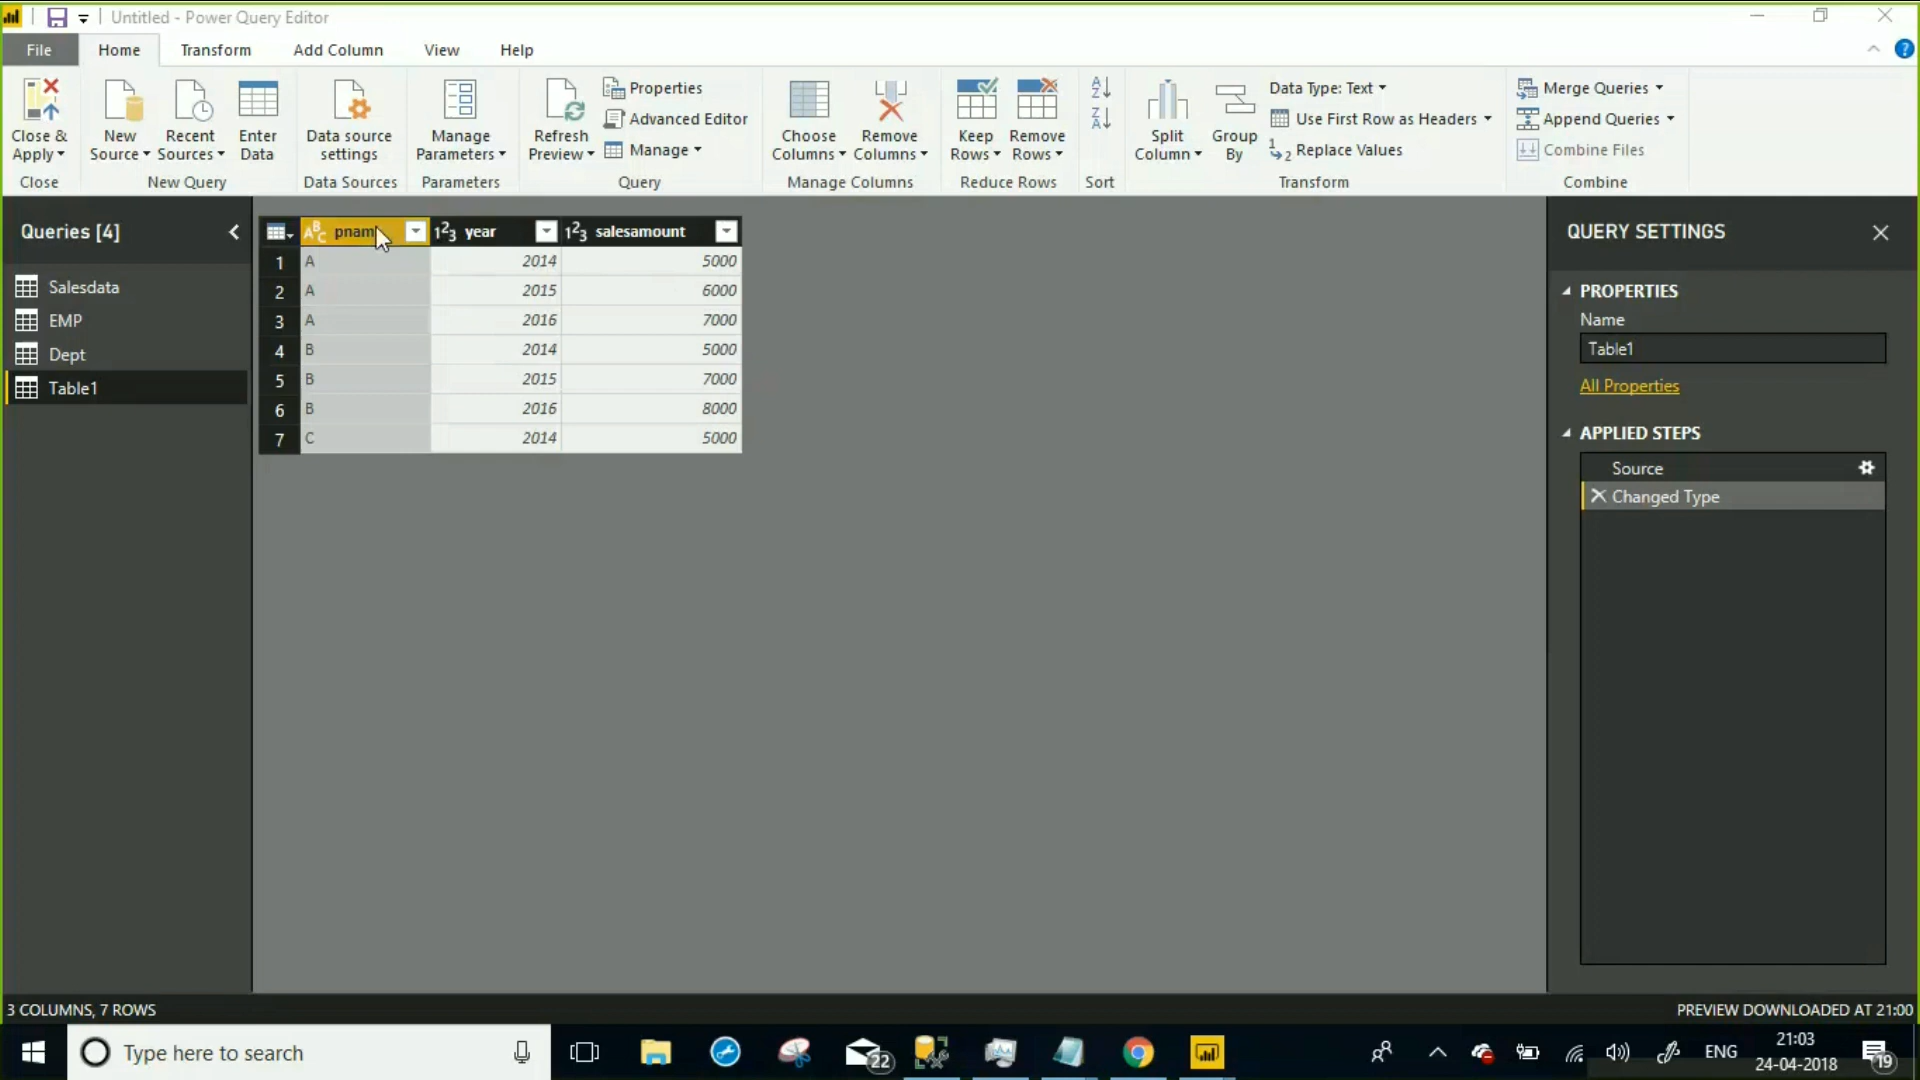 Untitled - Power Query Editor
File Home Transform Add Column View Help
Close & Apply
New Source
Recent Sources
Enter Data
Data source settings
Manage Parameters
Refresh Preview
Properties
Advanced Editor
Manage
Choose Columns
Remove Columns
Keep Rows
Remove Rows
Split Column
Group By
Data Type: Text
Use First Row as Headers
Replace Values
Merge Queries
Append Queries
Combine Files
Close New Query Data Sources Parameters Query Manage Columns Reduce Rows Sort Transform Combine
Queries [4]
Salesdata
EMP
Dept
Table1
pnam year salesamount
1 A 2014 5000
2 A 2015 6000
3 A 2016 7000
4 B 2014 5000
5 B 2015 7000
6 B 2016 8000
7 C 2014 5000
QUERY SETTINGS
PROPERTIES
Name
Table1
All Properties
APPLIED STEPS
Source
Changed Type
3 COLUMNS, 7 ROWS
PREVIEW DOWNLOADED AT 21:00
Type here to search
22
ENG
21:03
24-04-2018
19